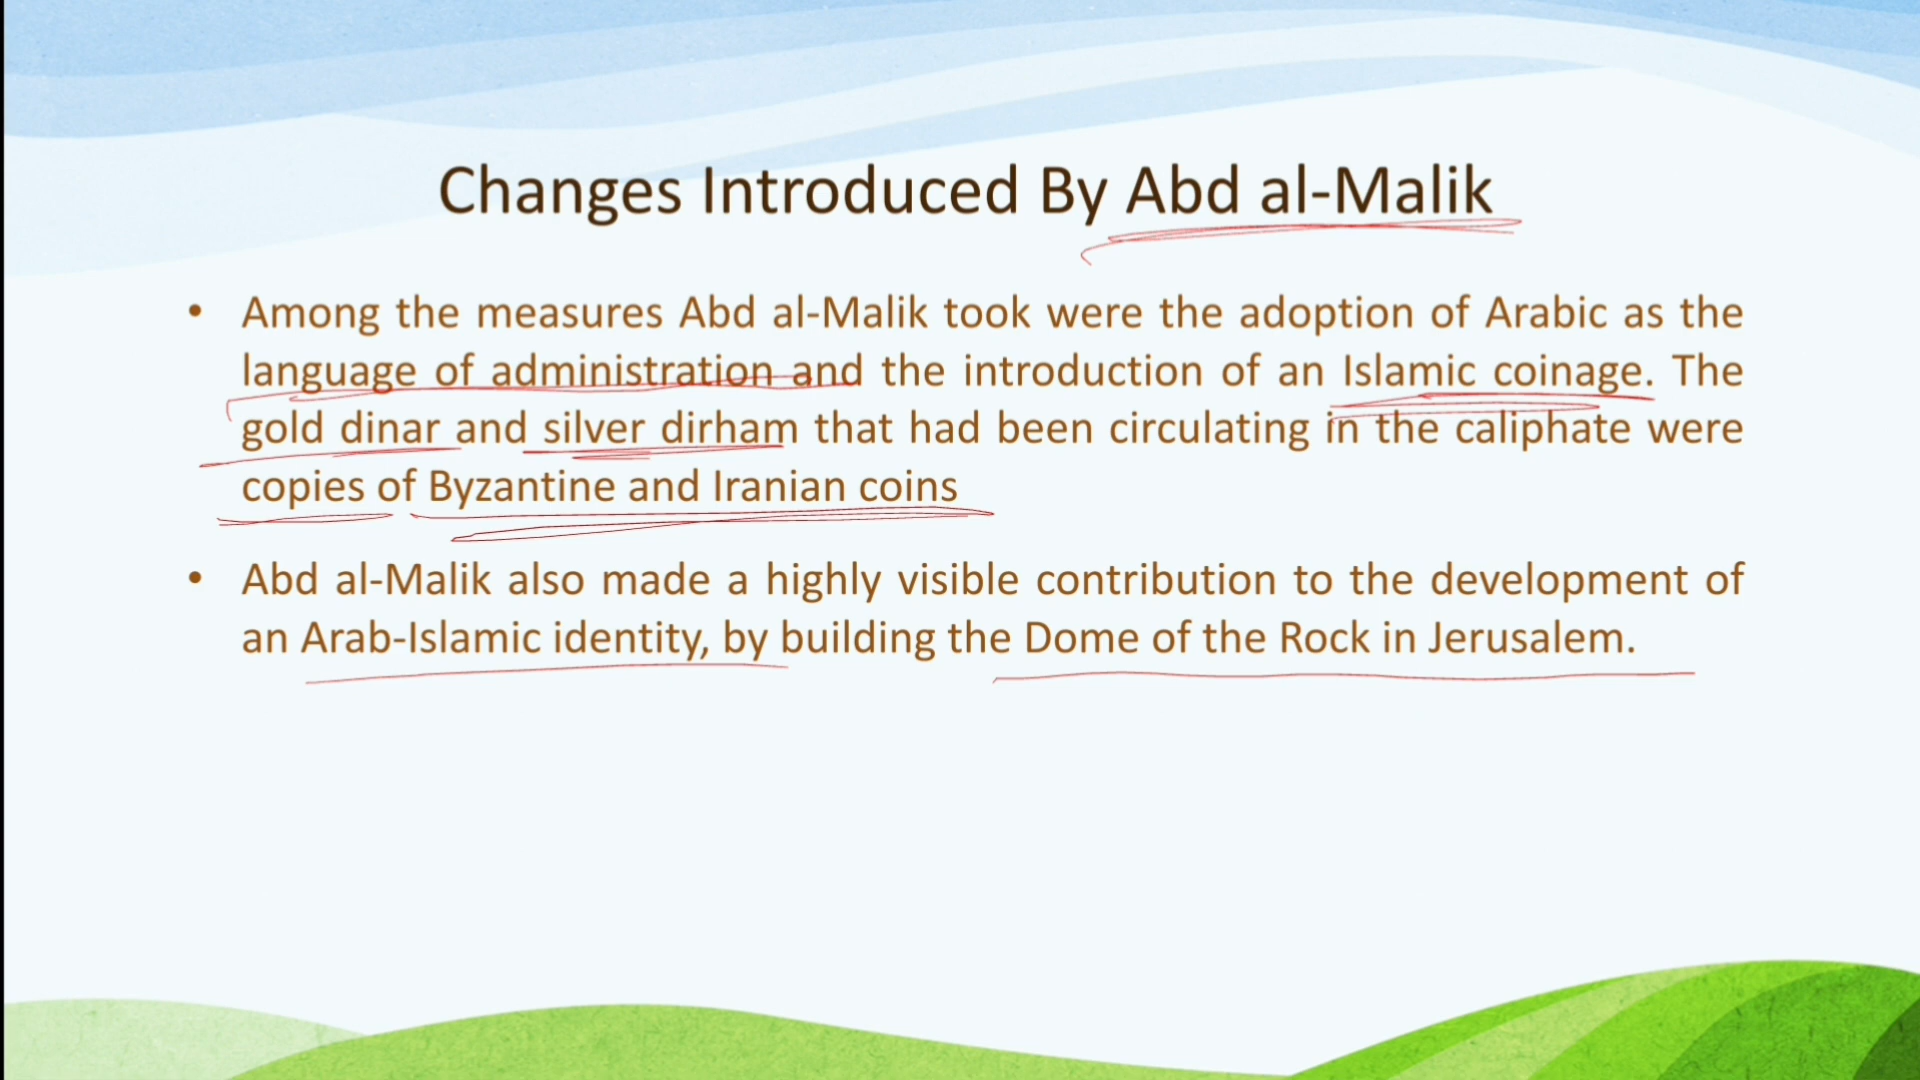 Changes Introduced By Abd al-Malik
• Among the measures Abd al-Malik took were the adoption of Arabic as the
language of administration and the introduction of an Islamic coinage. The
gold dinar and silver dirham that had been circulating in the caliphate were
copies of Byzantine and Iranian coins
• Abd al-Malik also made a highly visible contribution to the development of
an Arab-Islamic identity, by building the Dome of the Rock in Jerusalem.